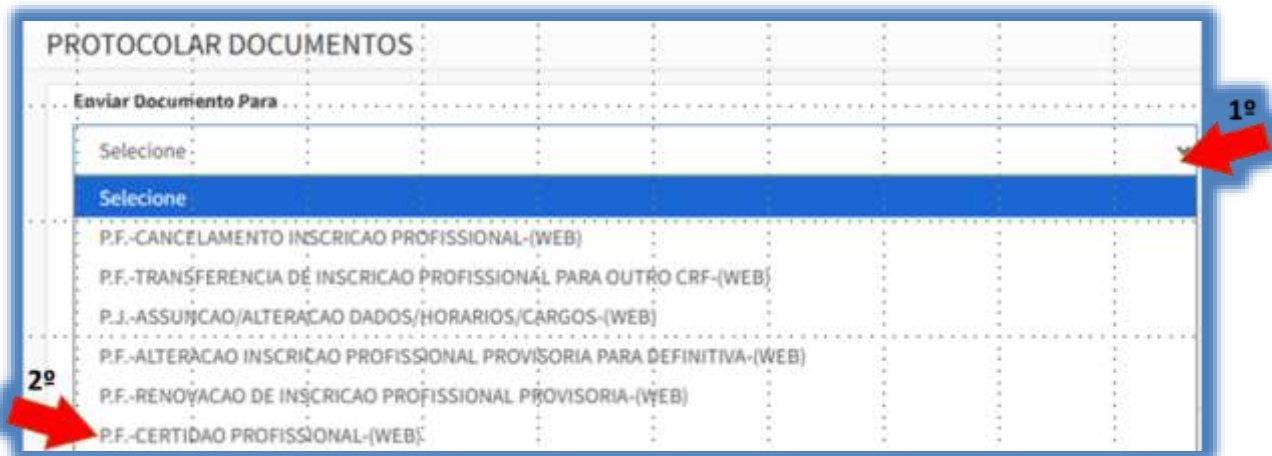 PROTOCOLAR DOCUMENTOS
Enviar Documento Para
1º
Selecione
Selecione
P.F.-CANCELAMENTO INSCRICAO PROFISSIONAL-(WEB)
P.F.-TRANSFERENCIA DE INSCRICAO PROFISSIONAL PARA OUTRO CRF-(WEB)
P.J.-ASSUNCAO/ALTERACAO DADOS/HORARIOS/CARGOS-(WEB)
P.F.-ALTERACAO INSCRICAO PROFISSIONAL PROVISORIA PARA DEFINITIVA-(WEB)
2º
P.F.-RENOVACAO DE INSCRICAO PROFISSIONAL PROVISORIA-(WEB)
P.F.-CERTIDAO PROFISSIONAL-(WEB)